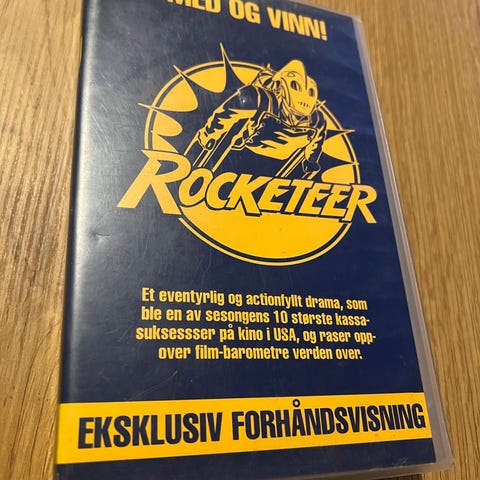 MED OG VINN!
ROCKETEER
Et eventyrlig og actionfyllt drama, som
ble en av sesongens 10 største kassa-
suksessser på kino i USA, og raser opp-
over film-barometre verden over.
EKSKLUSIV FORHÅNDSVISNING